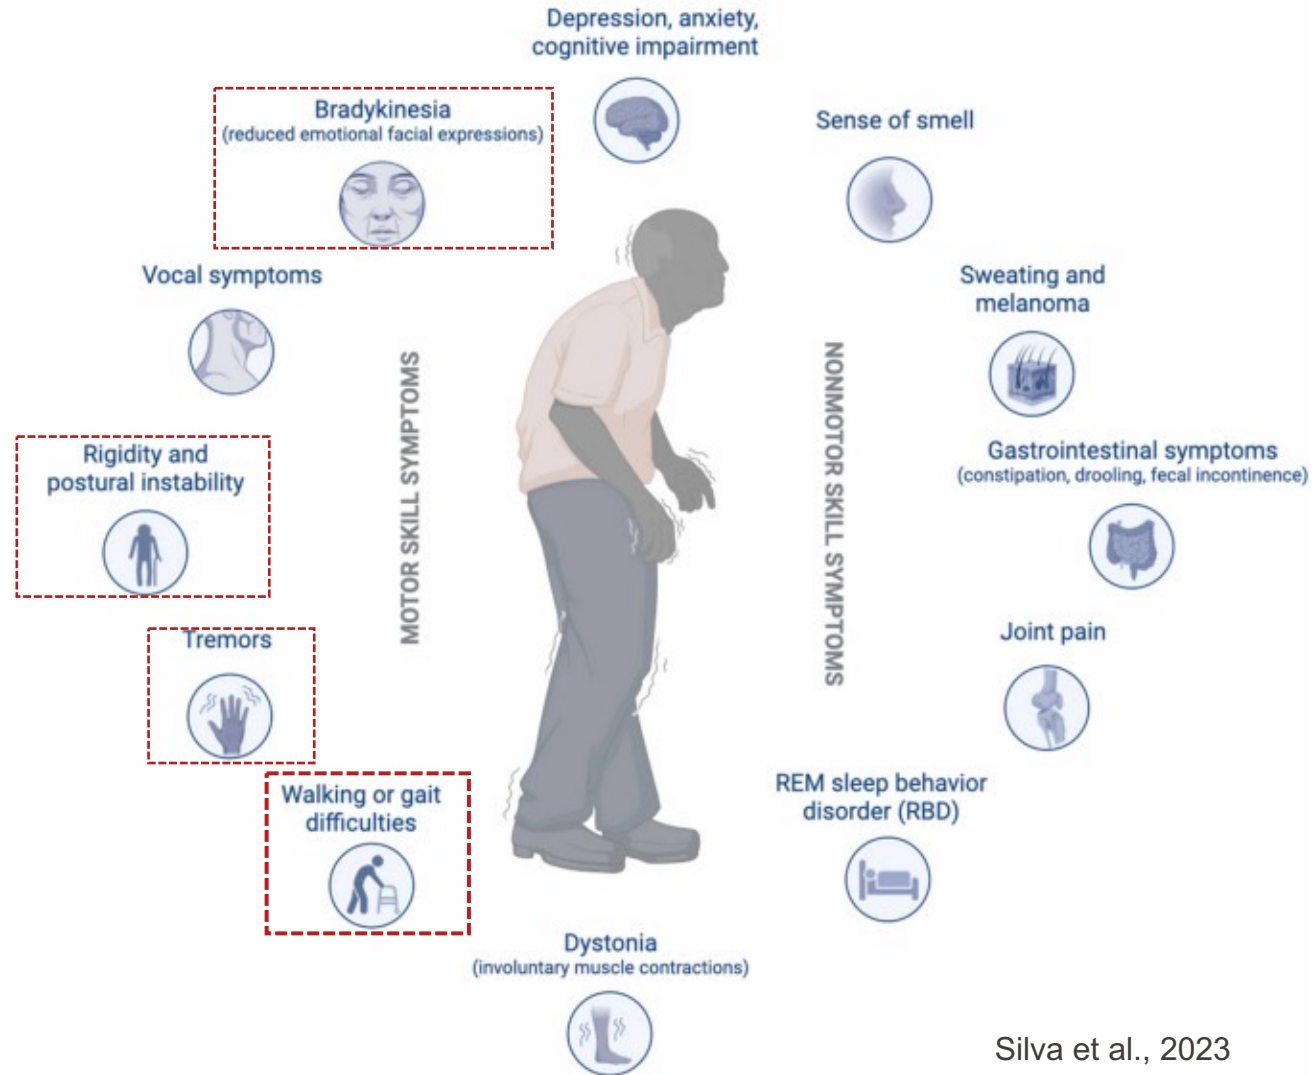 Depression, anxiety,
cognitive impairment
Bradykinesia
(reduced emotional facial expressions)
Sense of smell
Vocal symptoms
Sweating and
melanoma
MOTOR SKILL SYMPTOMS
NONMOTOR SKILL SYMPTOMS
Rigidity and
postural instability
Gastrointestinal symptoms
(constipation, drooling, fecal incontinence)
Tremors
Joint pain
Walking or gait
difficulties
REM sleep behavior
disorder (RBD)
Dystonia
(involuntary muscle contractions)
Silva et al., 2023